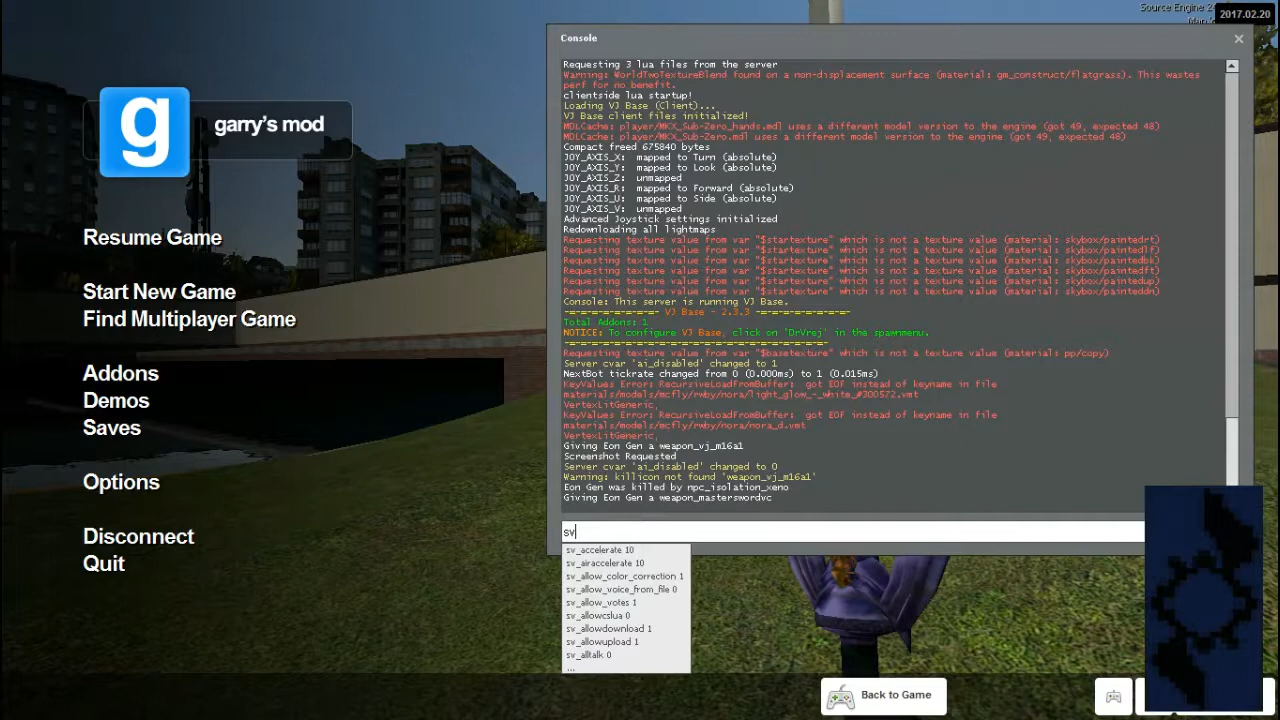 Source Engine 2
2017.02.20
Console
Requesting 3 lua files from the server
Warning: WorldTwoTextureBlend found on a non-displacement surface (material: gm_construct/flatgrass). This wastes
perf for no benefit.
clientside lua startup!
Loading VJ Base (Client)...
VJ Base client files initialized!
MDLCache: player/MKX_Sub-Zero_hands.mdl uses a different model version to the engine (got 49, expected 48)
MDLCache: player/MKX_Sub-Zero.mdl uses a different model version to the engine (got 49, expected 48)
Compact freed 675840 bytes
JOY_AXIS_X: mapped to Turn (absolute)
JOY_AXIS_Y: mapped to Look (absolute)
JOY_AXIS_Z: unmapped
JOY_AXIS_R: mapped to Forward (absolute)
JOY_AXIS_U: mapped to Side (absolute)
JOY_AXIS_V: unmapped
Advanced Joystick settings initialized
Redownloading all lightmaps
Requesting texture value from var "$startexture" which is not a texture value (material: skybox/paintedrt)
Requesting texture value from var "$startexture" which is not a texture value (material: skybox/paintedlf)
Requesting texture value from var "$startexture" which is not a texture value (material: skybox/paintedbk)
Requesting texture value from var "$startexture" which is not a texture value (material: skybox/paintedft)
Requesting texture value from var "$startexture" which is not a texture value (material: skybox/paintedup)
Requesting texture value from var "$startexture" which is not a texture value (material: skybox/painteddn)
Console: This server is running VJ Base.
-=-=-=-=-=-=-=-=- VJ Base - 2.3.3 -=-=-=-=-=-=-=-=-
Total Addons: 1
NOTICE: To configure VJ Base, click on 'DrVrej' in the spawnmenu.
-=-=-=-=-=-=-=-=-=-=-=-=-=-=-=-=-=-=-=-=-=-=-=-
Requesting texture value from var "$basetexture" which is not a texture value (material: pp/copy)
Server cvar 'ai_disabled' changed to 1
NextBot tickrate changed from 0 (0.000ms) to 1 (0.015ms)
KeyValues Error: RecursiveLoadFromBuffer: got EOF instead of keyname in file
materials/models/mcfly/rwby/nora/light_glow_-_white_#300572.vmt
VertexLitGeneric,
KeyValues Error: RecursiveLoadFromBuffer: got EOF instead of keyname in file
materials/models/mcfly/rwby/nora/nora_d.vmt
VertexLitGeneric,
Giving Eon Gen a weapon_vj_m16a1
Screenshot Requested
Server cvar 'ai_disabled' changed to 0
Warning: killicon not found 'weapon_vj_m16a1'
Eon Gen was killed by npc_isolation_xeno
Giving Eon Gen a weapon_masterswordvc
sv
sv_accelerate 10
sv_airaccelerate 10
sv_allow_color_correction 1
sv_allow_voice_from_file 0
sv_allow_votes 1
sv_allowcslua 0
sv_allowdownload 1
sv_allowupload 1
sv_alltalk 0
...
g
garry's mod
Resume Game
Start New Game
Find Multiplayer Game
Addons
Demos
Saves
Options
Disconnect
Quit
Back to Game